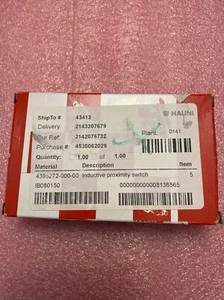 ShipTo # 43413
HAUNI
Delivery: 2143207679
Our Ref: 2142076732
Plant: 0141
Purchase # 4535062029
Quantity: 1.00 of 1.00
Material Description Item
4395272-000-00 Inductive proximity switch 5
IB080150 000000000008136565